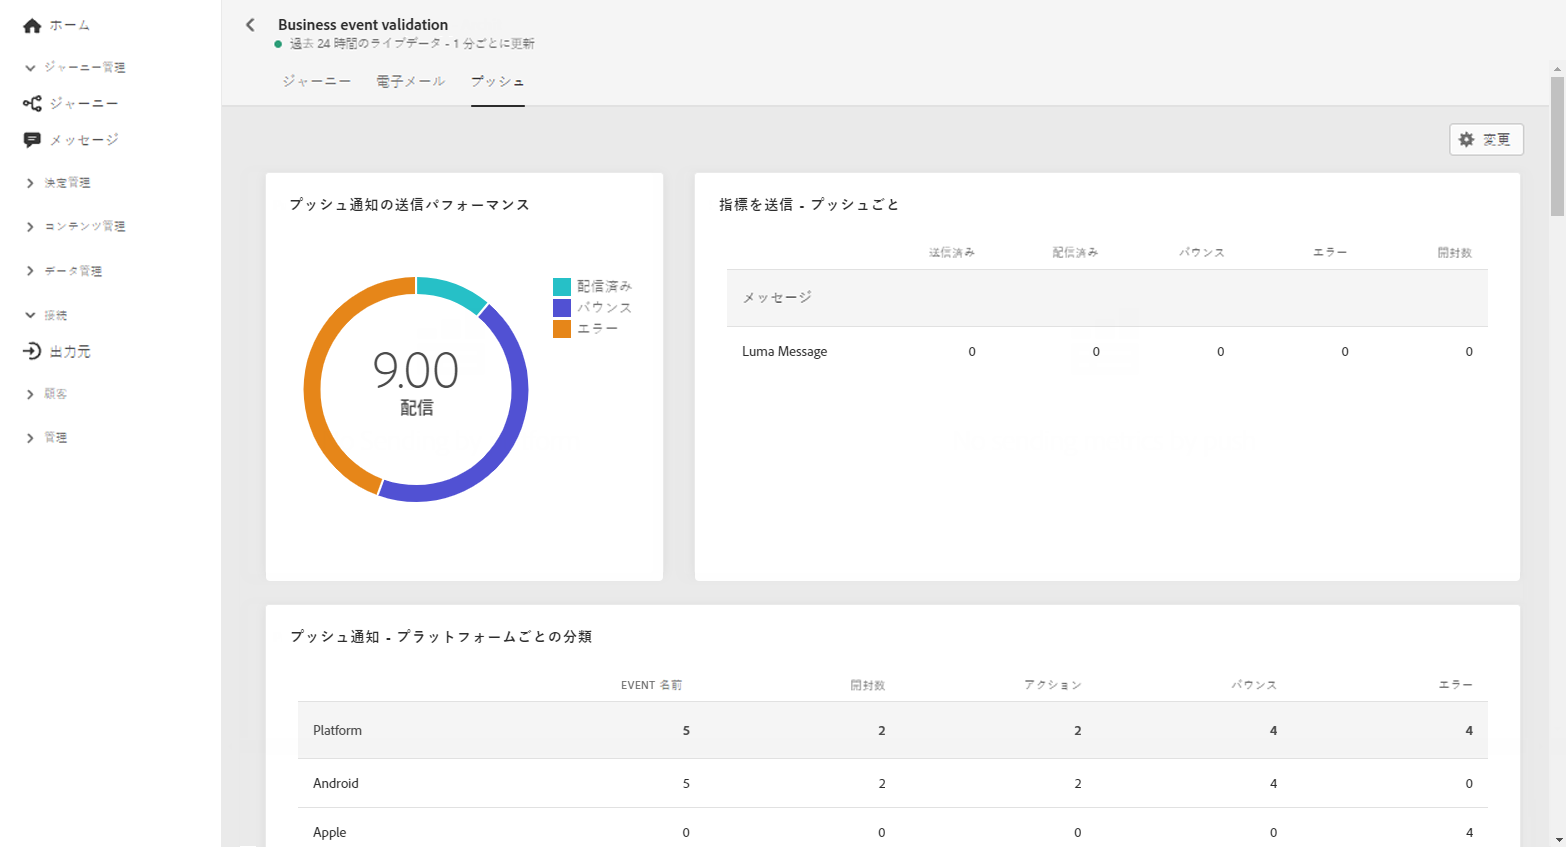 ホーム
ジャーニー管理
ジャーニー
メッセージ
決定管理
コンテンツ管理
データ管理
接続
出力元
顧客
管理
Business event validation
過去 24 時間のライブデータ - 1 分ごとに更新
ジャーニー 電子メール プッシュ
変更
プッシュ通知の送信パフォーマンス
配信済み
バウンス
エラー
9.00
配信
指標を送信 - プッシュごと
送信済み 配信済み バウンス エラー 開封数
メッセージ
Luma Message 0 0 0 0 0
プッシュ通知 - プラットフォームごとの分類
EVENT 名前 開封数 アクション バウンス エラー
Platform 5 2 2 4 4
Android 5 2 2 4 0
Apple 0 0 0 0 4